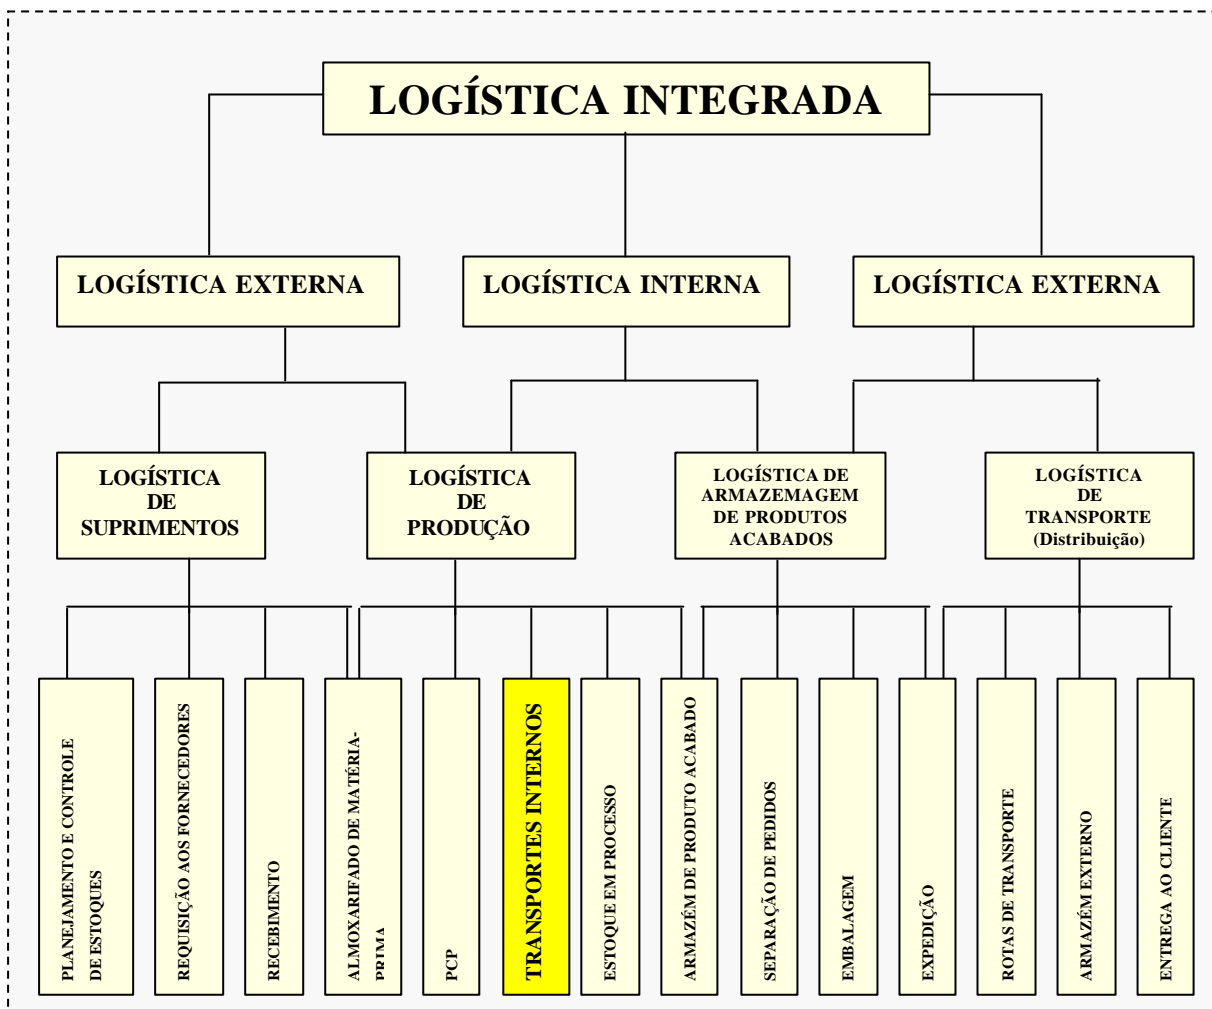 LOGÍSTICA INTEGRADA
LOGÍSTICA EXTERNA
LOGÍSTICA INTERNA
LOGÍSTICA EXTERNA
LOGÍSTICA
DE
SUPRIMENTOS
LOGÍSTICA
DE
PRODUÇÃO
LOGÍSTICA DE
ARMAZEMAGEM
DE PRODUTOS
ACABADOS
LOGÍSTICA
DE
TRANSPORTE
(Distribuição)
PLANEJAMENTO E CONTROLE
DE ESTOQUES
REQUISIÇÃO AOS FORNECEDORES
RECEBIMENTO
ALMOXARIFADO DE MATÉRIA-
PRIMA
PCP
TRANSPORTES INTERNOS
ESTOQUE EM PROCESSO
ARMAZÉM DE PRODUTO ACABADO
SEPARAÇÃO DE PEDIDOS
EMBALAGEM
EXPEDIÇÃO
ROTAS DE TRANSPORTE
ARMAZÉM EXTERNO
ENTREGA AO CLIENTE